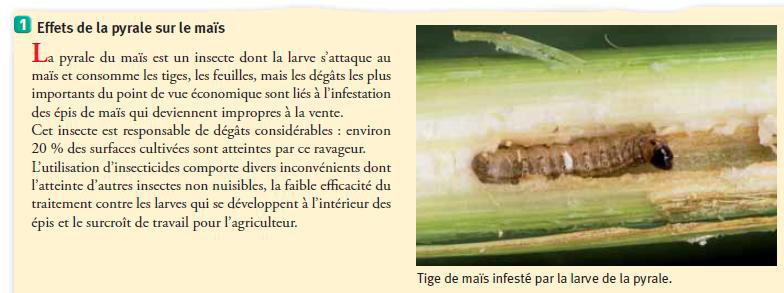 1 Effets de la pyrale sur le maïs
La pyrale du maïs est un insecte dont la larve s'attaque au
maïs et consomme les tiges, les feuilles, mais les dégâts les plus
importants du point de vue économique sont liés à l'infestation
des épis de maïs qui deviennent impropres à la vente.
Cet insecte est responsable de dégâts considérables : environ
20 % des surfaces cultivées sont atteintes par ce ravageur.
L'utilisation d'insecticides comporte divers inconvénients dont
l'atteinte d'autres insectes non nuisibles, la faible efficacité du
traitement contre les larves qui se développent à l'intérieur des
épis et le surcroît de travail pour l'agriculteur.
Tige de maïs infesté par la larve de la pyrale.